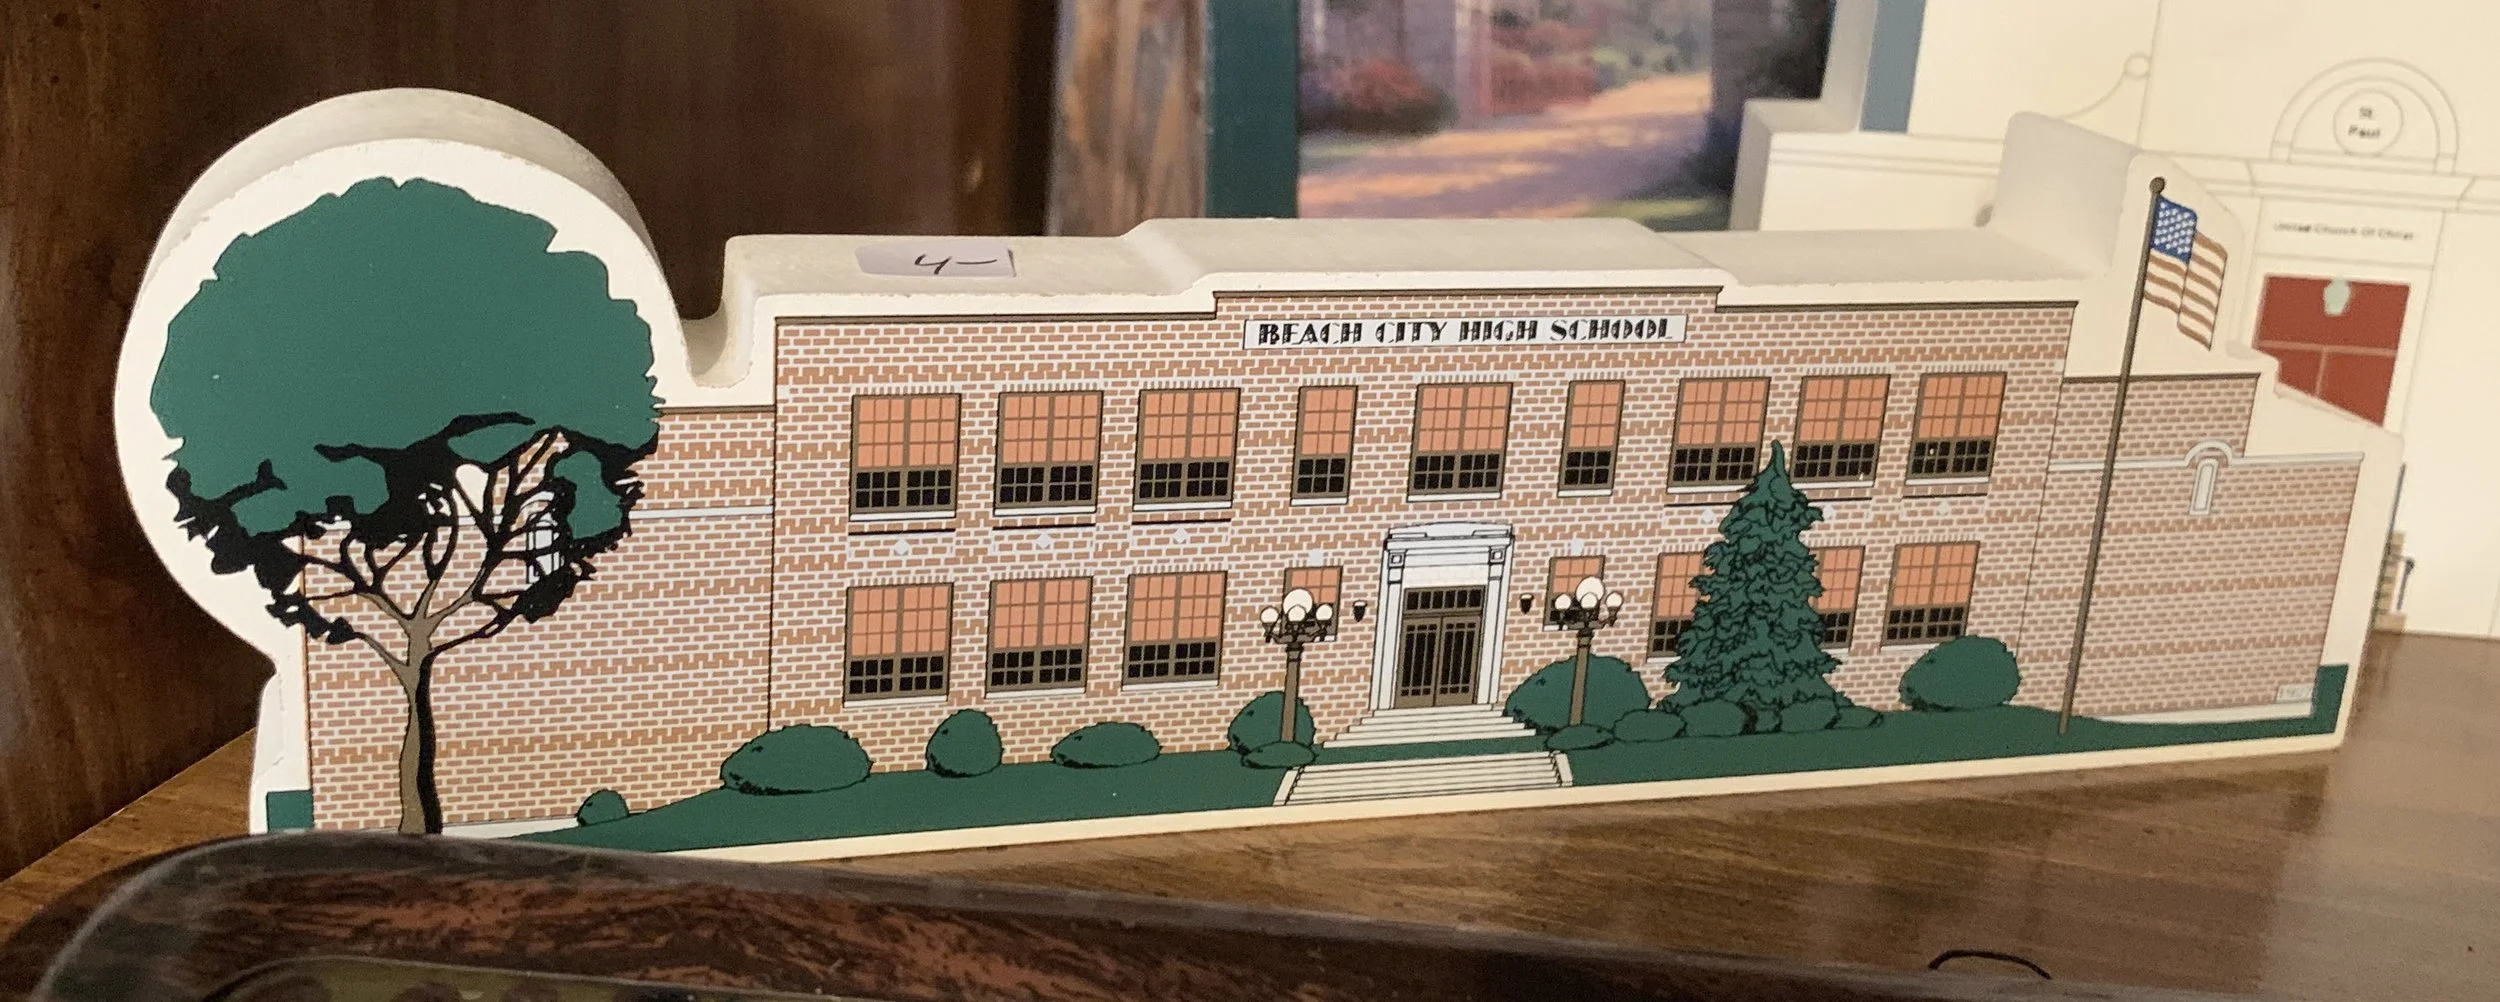 4-
BEACH CITY HIGH SCHOOL
St.
Paul
United Church Of Christ